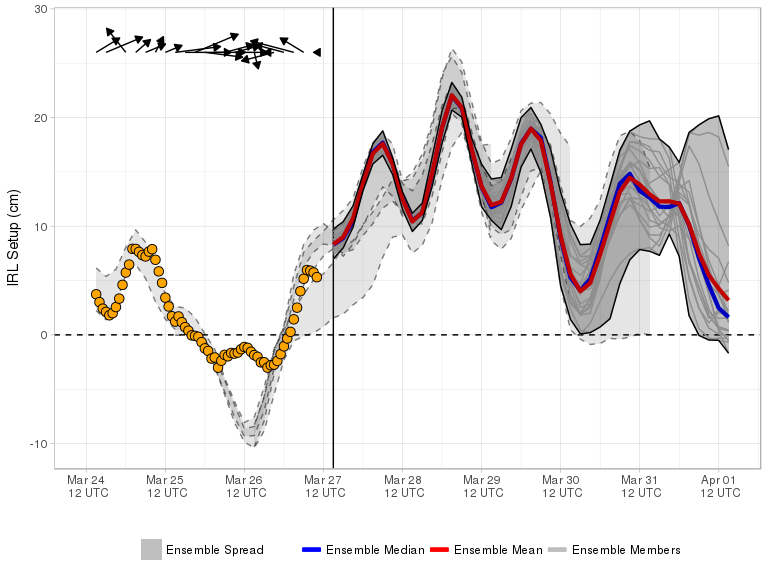 30
20
10
0
-10
IRL Setup (cm)
Mar 24 Mar 25 Mar 26 Mar 27 Mar 28 Mar 29 Mar 30 Mar 31 Apr 01
12 UTC 12 UTC 12 UTC 12 UTC 12 UTC 12 UTC 12 UTC 12 UTC 12 UTC
Ensemble Spread Ensemble Median Ensemble Mean Ensemble Members